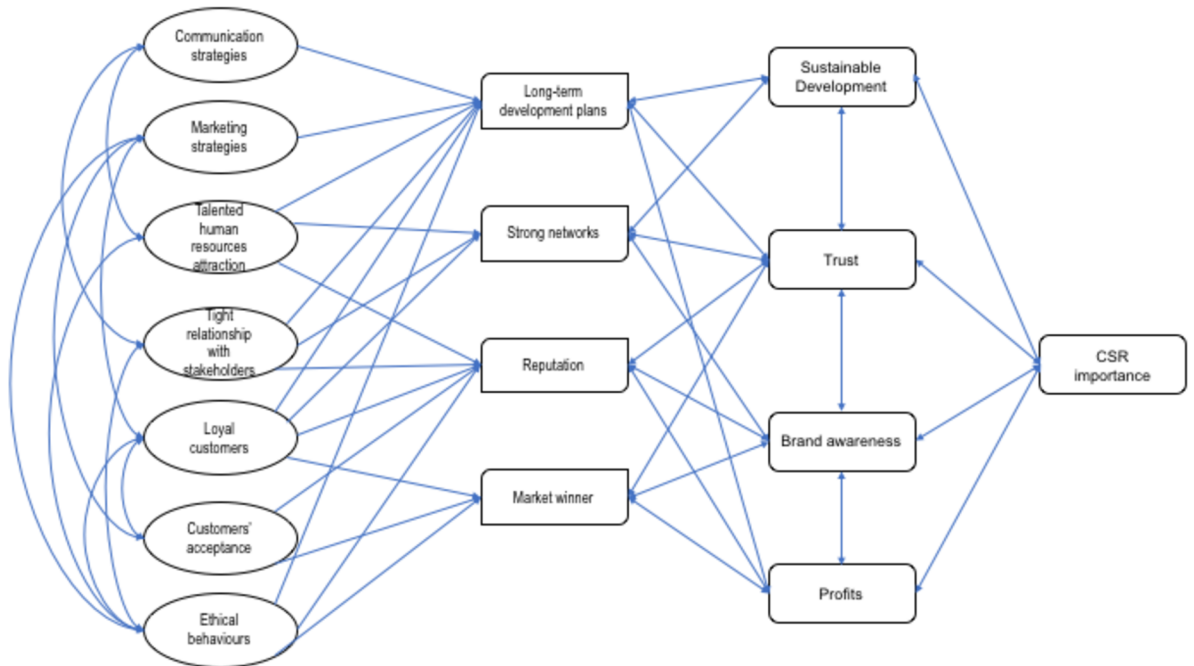 Communication
strategies
Marketing
strategies
Talented
human
resources
attraction
Tight
relationship
with
stakeholders
Loyal
customers
Customers'
acceptance
Ethical
behaviours
Long-term
development plans
Strong networks
Reputation
Market winner
Sustainable
Development
Trust
Brand awareness
Profits
CSR
importance